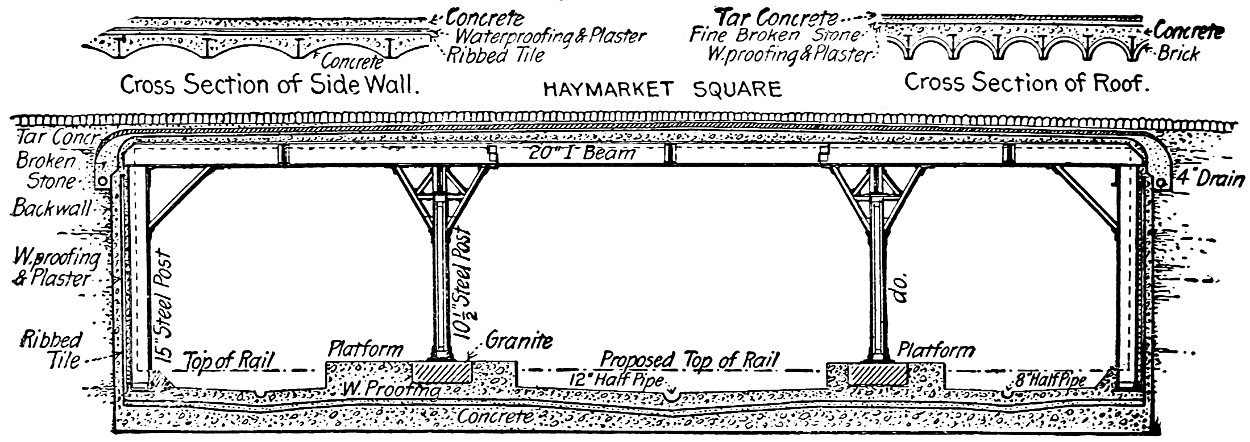 Concrete
Waterproofing & Plaster
Ribbed Tile
Concrete
Cross Section of Side Wall.
HAYMARKET SQUARE
Tar Concrete
Fine Broken Stone
W.proofing & Plaster
Concrete
Brick
Cross Section of Roof.
Tar Concr.
Broken
Stone
Backwall
W.proofing
& Plaster
Ribbed
Tile
20" I Beam
4" Drain
15" Steel Post
10½" Steel Post
do.
Top of Rail
Platform
Granite
Proposed Top of Rail
Platform
W. Proofing
12" Half Pipe
8" Half Pipe
Concrete